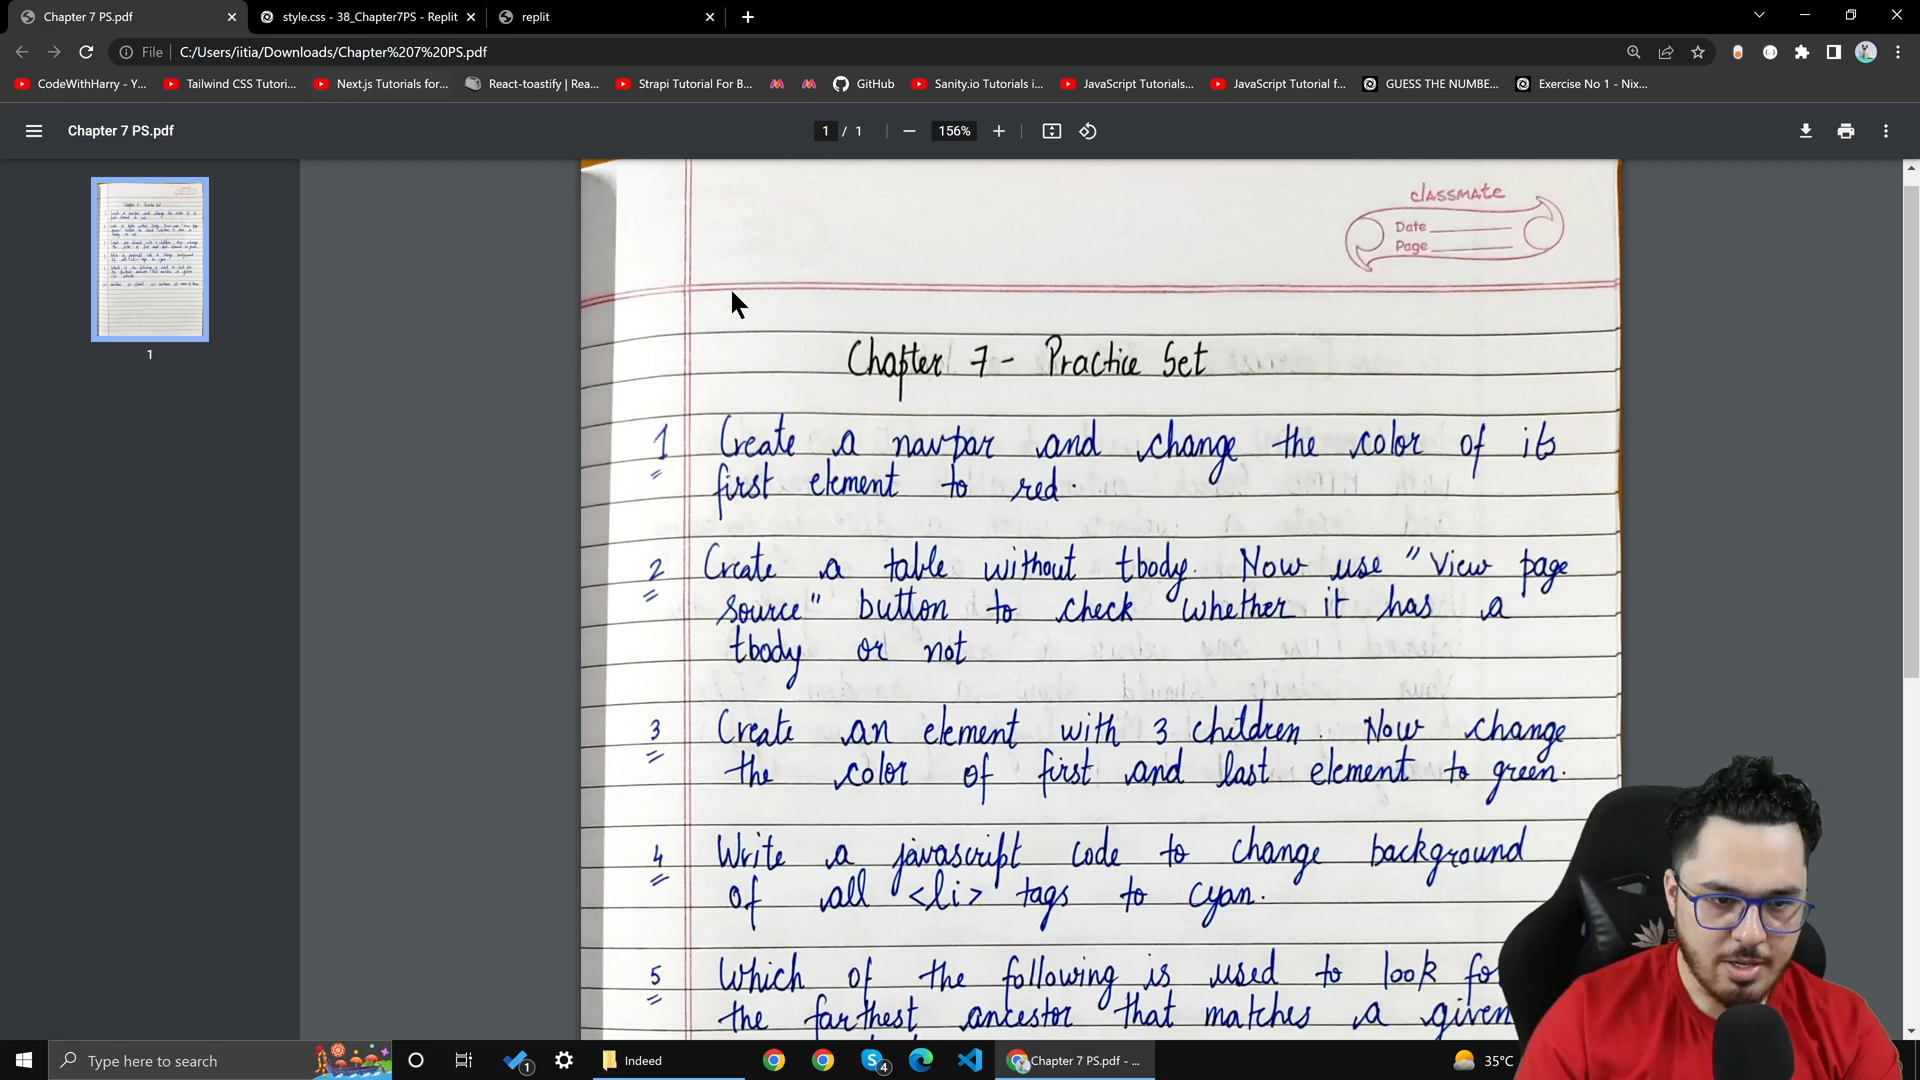 Chapter 7 PS.pdf
style.css - 38_Chapter7PS - Replit
replit
File
C:/Users/iitia/Downloads/Chapter%207%20PS.pdf
CodeWithHarry - Y...
Tailwind CSS Tutori...
Next.js Tutorials for...
React-toastify | Rea...
Strapi Tutorial For B...
GitHub
Sanity.io Tutorials i...
JavaScript Tutorials...
JavaScript Tutorial f...
GUESS THE NUMBE...
Exercise No 1 - Nix...
Chapter 7 PS.pdf
1 / 1
156%
1
classmate
Date
Page
Chapter 7 - Practice Set
1 Create a navbar and change the color of its
first element to red.
2 Create a table without tbody. Now use "View page
source" button to check whether it has a
tbody or not
3 Create an element with 3 children. Now change
the color of first and last element to green.
4 Write a javascript code to change background
of all <li> tags to cyan.
5 Which of the following is used to look fo
the farthest ancestor that matches a given
Type here to search
1
Indeed
4
Chapter 7 PS.pdf - ...
35°C